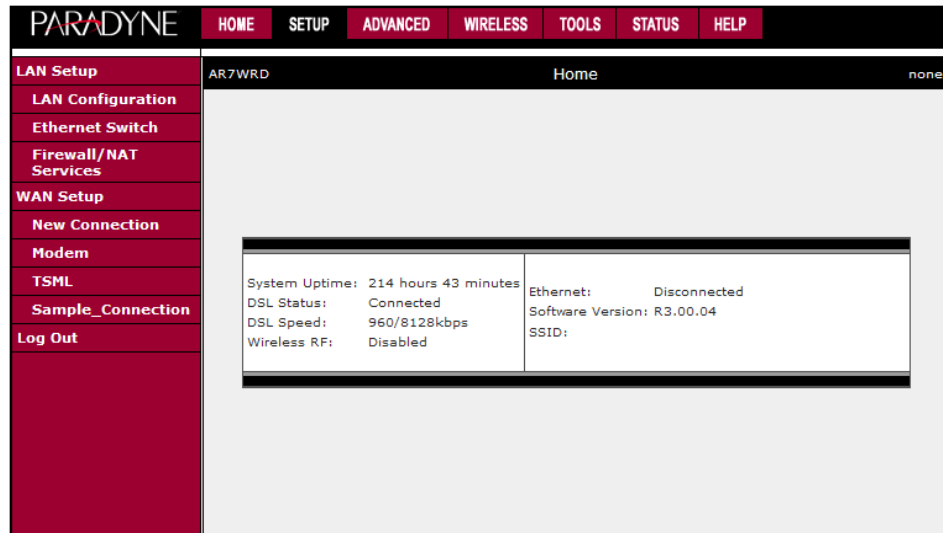 PARADYNE
HOME SETUP ADVANCED WIRELESS TOOLS STATUS HELP
LAN Setup
LAN Configuration
Ethernet Switch
Firewall/NAT
Services
WAN Setup
New Connection
Modem
TSML
Sample_Connection
Log Out
AR7WRD Home none
System Uptime: 214 hours 43 minutes
DSL Status: Connected
DSL Speed: 960/8128kbps
Wireless RF: Disabled
Ethernet: Disconnected
Software Version: R3.00.04
SSID: